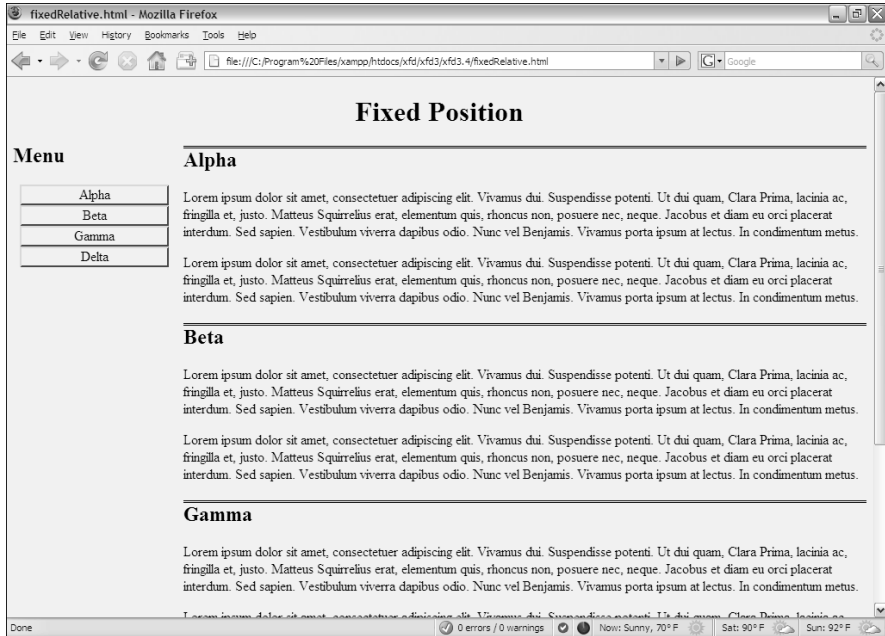 fixedRelative.html - Mozilla Firefox
File Edit View History Bookmarks Tools Help
file:///C:/Program%20Files/xampp/htdocs/xfd/xfd3/xfd3.4/fixedRelative.html
G Google
Fixed Position
Menu
Alpha
Beta
Gamma
Delta
Alpha
Lorem ipsum dolor sit amet, consectetuer adipiscing elit. Vivamus dui. Suspendisse potenti. Ut dui quam, Clara Prima, lacinia ac,
fringilla et, justo. Matteus Squirrelius erat, elementum quis, rhoncus non, posuere nec, neque. Jacobus et diam eu orci placerat
interdum. Sed sapien. Vestibulum viverra dapibus odio. Nunc vel Benjamis. Vivamus porta ipsum at lectus. In condimentum metus.
Lorem ipsum dolor sit amet, consectetuer adipiscing elit. Vivamus dui. Suspendisse potenti. Ut dui quam, Clara Prima, lacinia ac,
fringilla et, justo. Matteus Squirrelius erat, elementum quis, rhoncus non, posuere nec, neque. Jacobus et diam eu orci placerat
interdum. Sed sapien. Vestibulum viverra dapibus odio. Nunc vel Benjamis. Vivamus porta ipsum at lectus. In condimentum metus.
Beta
Lorem ipsum dolor sit amet, consectetuer adipiscing elit. Vivamus dui. Suspendisse potenti. Ut dui quam, Clara Prima, lacinia ac,
fringilla et, justo. Matteus Squirrelius erat, elementum quis, rhoncus non, posuere nec, neque. Jacobus et diam eu orci placerat
interdum. Sed sapien. Vestibulum viverra dapibus odio. Nunc vel Benjamis. Vivamus porta ipsum at lectus. In condimentum metus.
Lorem ipsum dolor sit amet, consectetuer adipiscing elit. Vivamus dui. Suspendisse potenti. Ut dui quam, Clara Prima, lacinia ac,
fringilla et, justo. Matteus Squirrelius erat, elementum quis, rhoncus non, posuere nec, neque. Jacobus et diam eu orci placerat
interdum. Sed sapien. Vestibulum viverra dapibus odio. Nunc vel Benjamis. Vivamus porta ipsum at lectus. In condimentum metus.
Gamma
Lorem ipsum dolor sit amet, consectetuer adipiscing elit. Vivamus dui. Suspendisse potenti. Ut dui quam, Clara Prima, lacinia ac,
fringilla et, justo. Matteus Squirrelius erat, elementum quis, rhoncus non, posuere nec, neque. Jacobus et diam eu orci placerat
interdum. Sed sapien. Vestibulum viverra dapibus odio. Nunc vel Benjamis. Vivamus porta ipsum at lectus. In condimentum metus.
Done 0 errors / 0 warnings Now: Sunny, 70° F Sat: 90° F Sun: 92° F